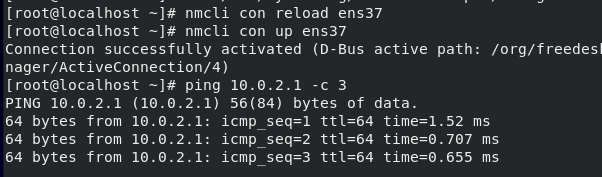 [root@localhost ~]# nmcli con reload ens37
[root@localhost ~]# nmcli con up ens37
Connection successfully activated (D-Bus active path: /org/freedesk
nager/ActiveConnection/4)
[root@localhost ~]# ping 10.0.2.1 -c 3
PING 10.0.2.1 (10.0.2.1) 56(84) bytes of data.
64 bytes from 10.0.2.1: icmp_seq=1 ttl=64 time=1.52 ms
64 bytes from 10.0.2.1: icmp_seq=2 ttl=64 time=0.707 ms
64 bytes from 10.0.2.1: icmp_seq=3 ttl=64 time=0.655 ms